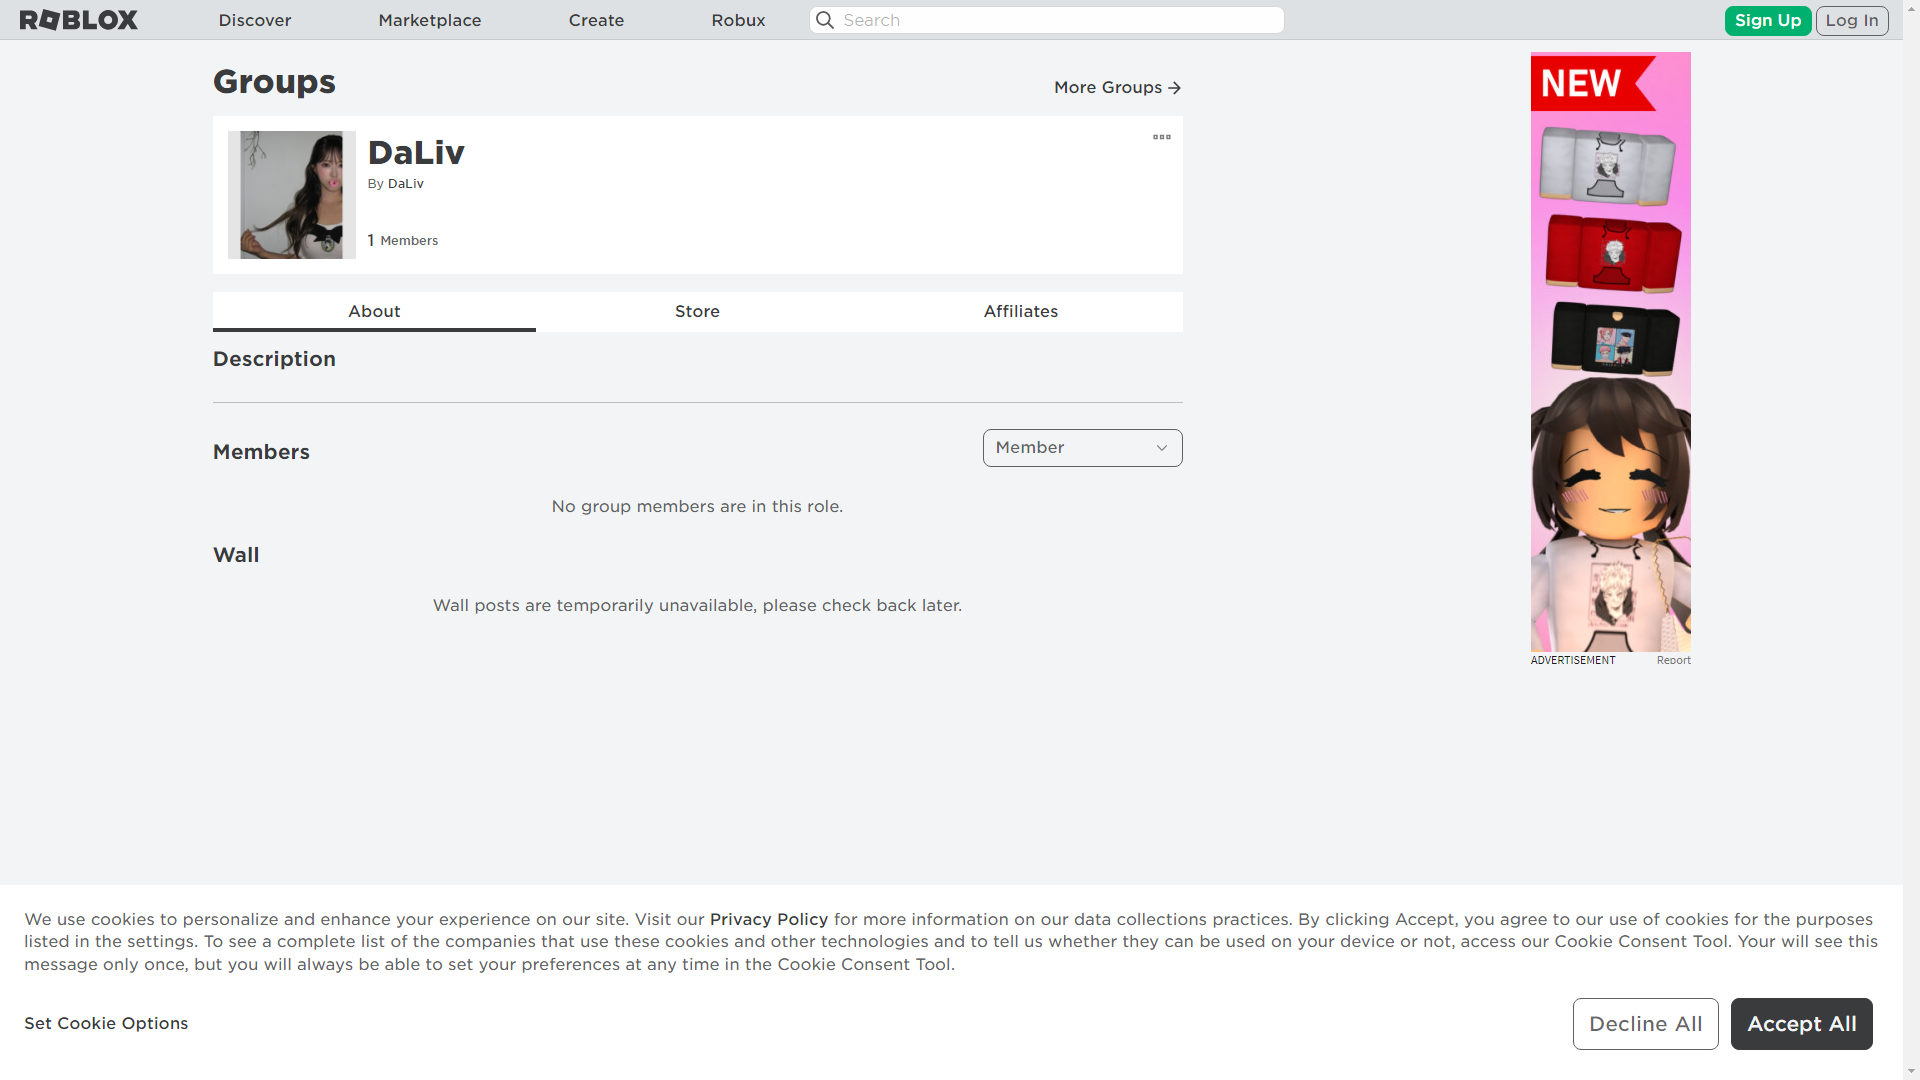 ROBLOX
Discover
Marketplace
Create
Robux
Search
Sign Up
Log In
Groups
More Groups
DaLiv
By DaLiv
1 Members
About
Store
Affiliates
Description
Members
Member
No group members are in this role.
Wall
Wall posts are temporarily unavailable, please check back later.
NEW
ADVERTISEMENT
Report
We use cookies to personalize and enhance your experience on our site. Visit our Privacy Policy for more information on our data collections practices. By clicking Accept, you agree to our use of cookies for the purposes
listed in the settings. To see a complete list of the companies that use these cookies and other technologies and to tell us whether they can be used on your device or not, access our Cookie Consent Tool. Your will see this
message only once, but you will always be able to set your preferences at any time in the Cookie Consent Tool.
Set Cookie Options
Decline All
Accept All